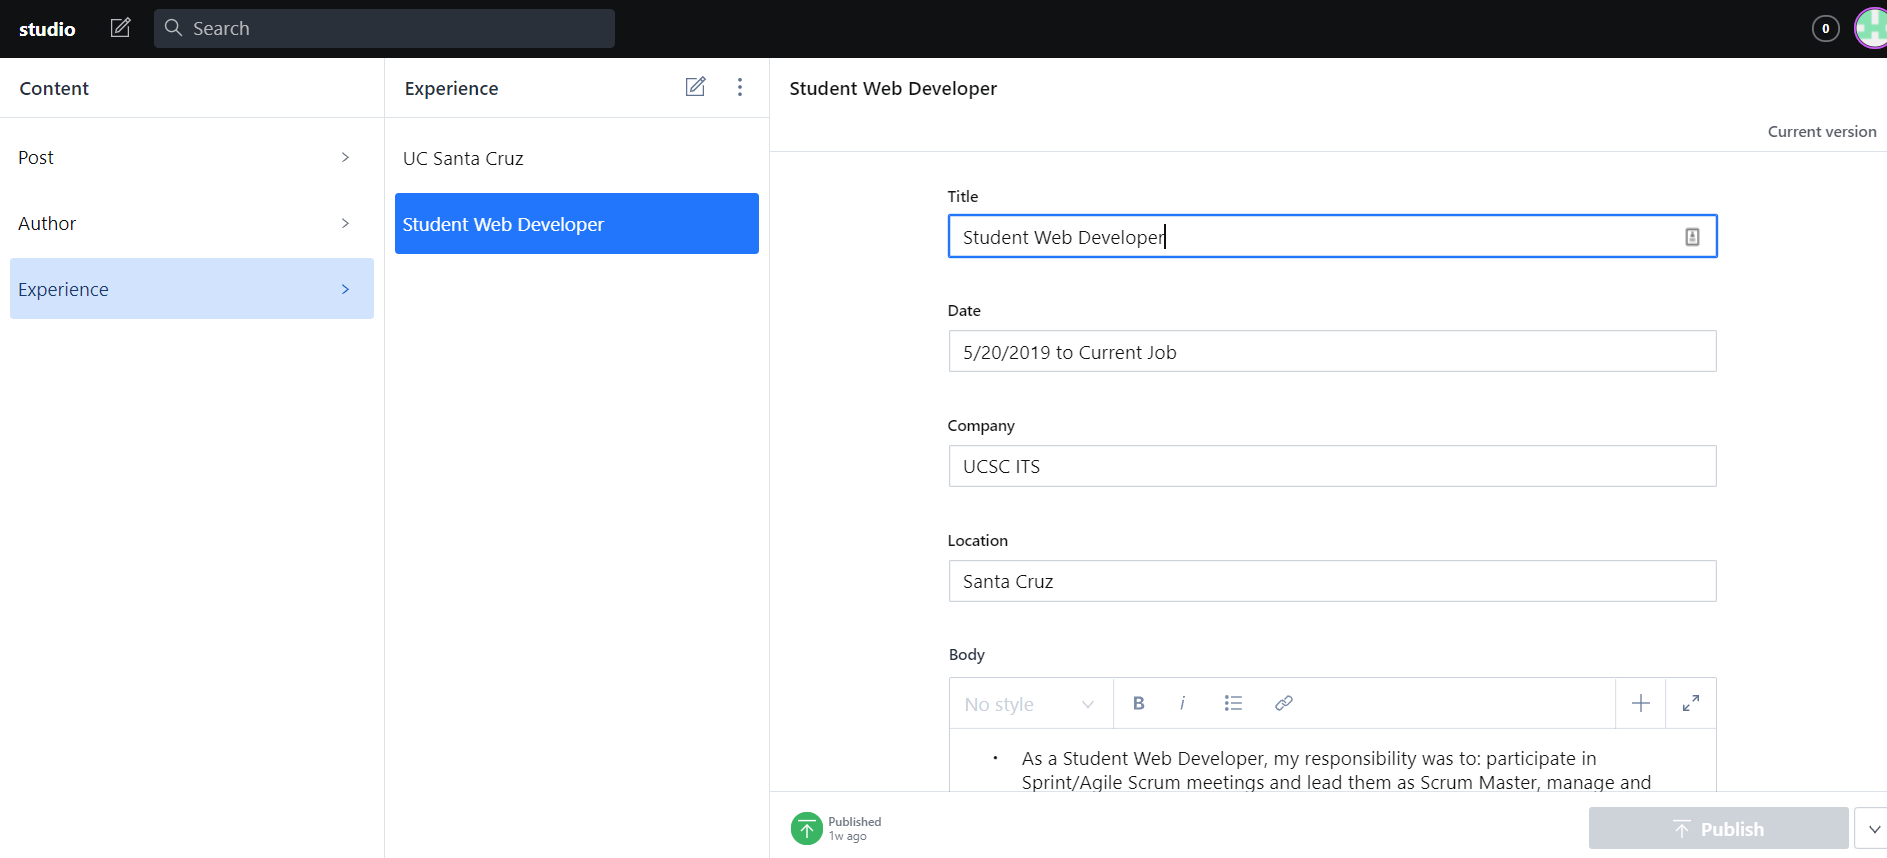 studio
Search
0
Content
Post
Author
Experience
Experience
UC Santa Cruz
Student Web Developer
Student Web Developer
Current version
Title
Student Web Developer
Date
5/20/2019 to Current Job
Company
UCSC ITS
Location
Santa Cruz
Body
No style
B i
• As a Student Web Developer, my responsibility was to: participate in
Sprint/Agile Scrum meetings and lead them as Scrum Master, manage and
Published
1w ago
Publish